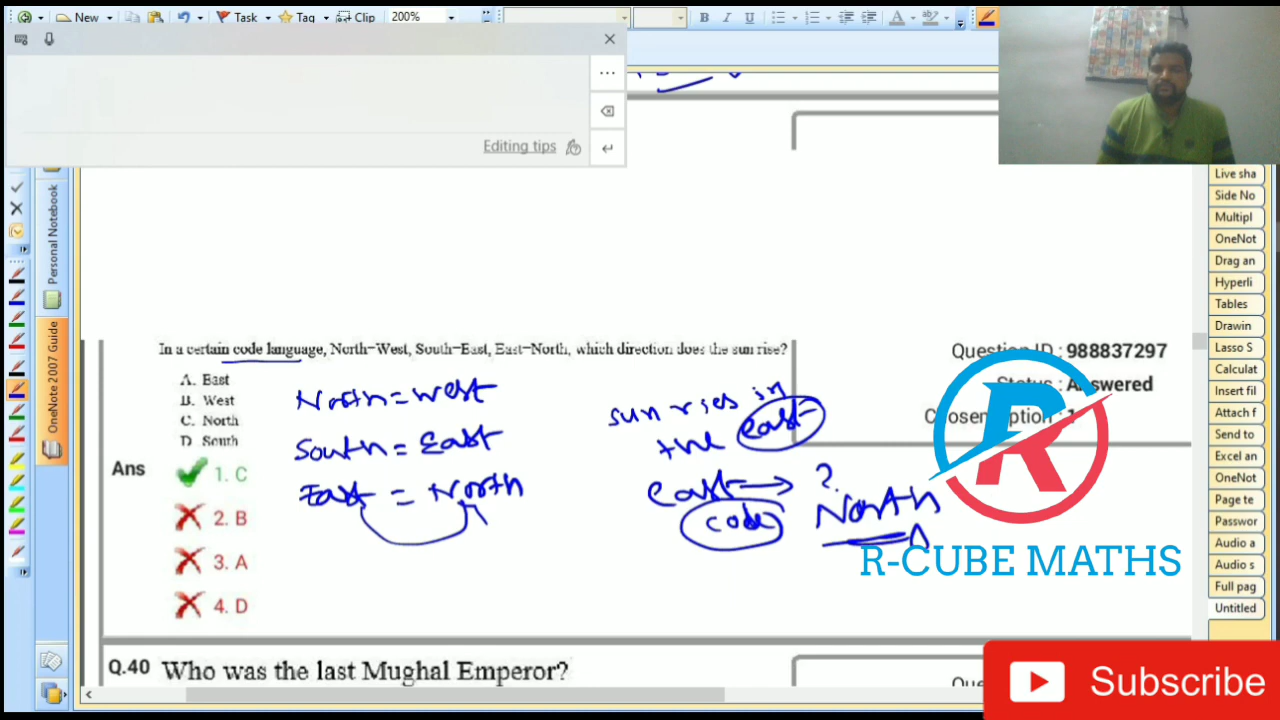 New
Task
Tag
Clip
200%
B I U A ab
Editing tips
Personal Notebook
OneNote 2007 Guide
Live sha
Side No
Multipl
OneNot
Drag an
Hyperli
Tables
Drawin
Lasso S
Calculat
Insert fil
Attach f
Send to
Excel an
OneNot
Page te
Passwor
Audio a
Audio s
Full pag
Untitled
In a certain code language, North=West, South=East, East=North, which direction does the sun rise?
A. East
B. West
C. North
D South
Ans
1. C
2. B
3. A
4. D
North = west
South = East
East = North
sun rises in
the east
east → ?
code North
Question ID : 988837297
Status : Answered
Chosen Option : 1
R
R-CUBE MATHS
Q.40 Who was the last Mughal Emperor?
Subscribe